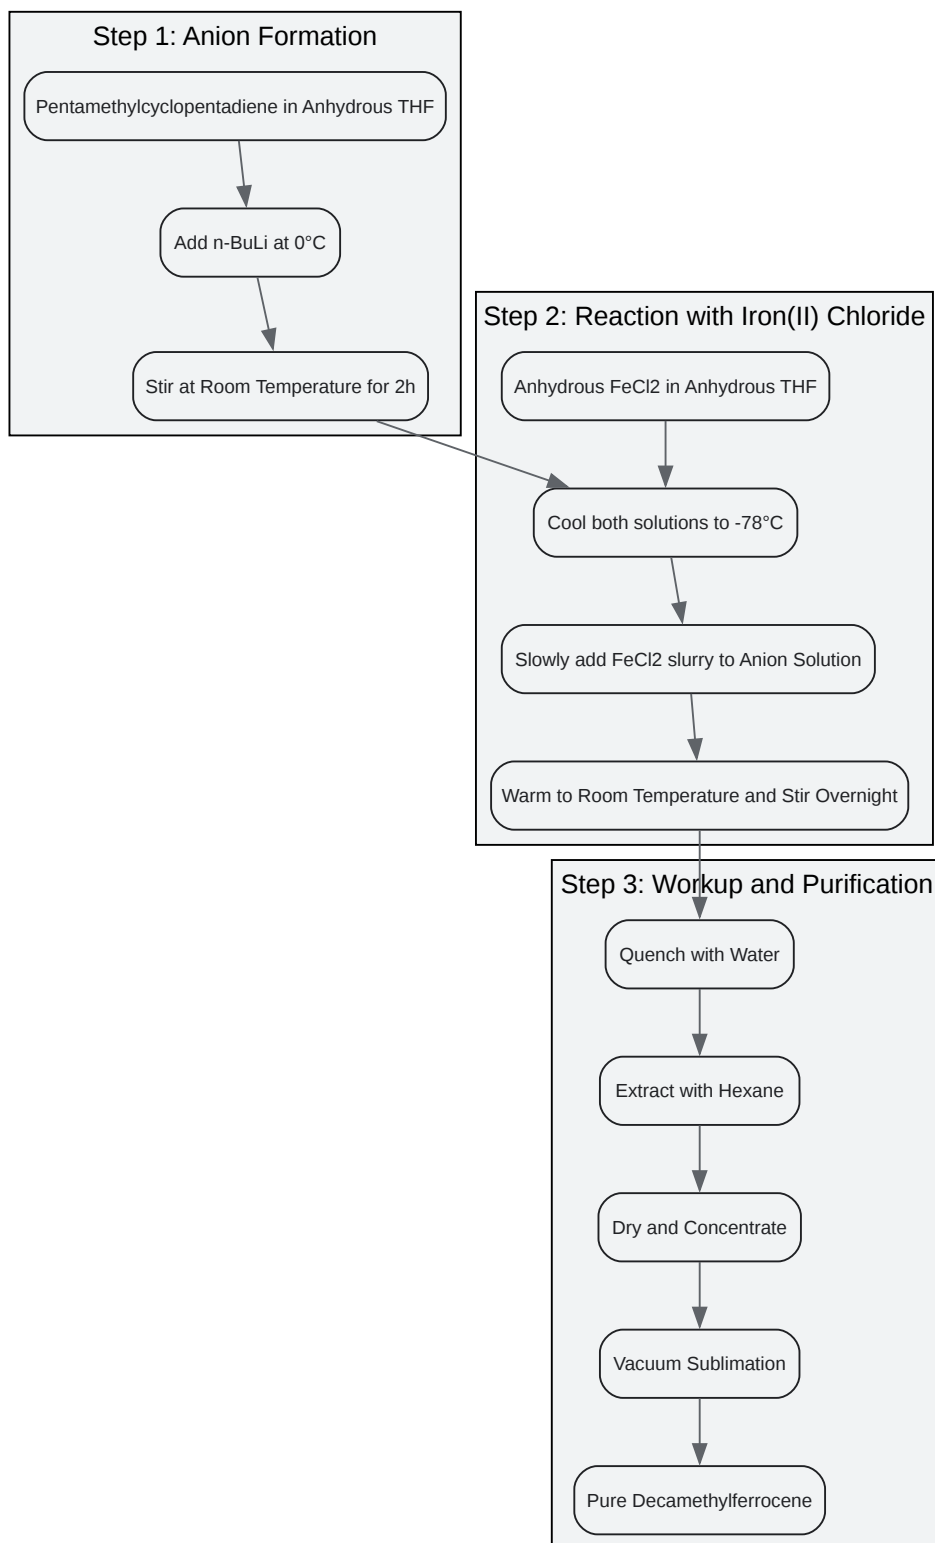 Step 1: Anion Formation
Pentamethylcyclopentadiene in Anhydrous THF
Add n-BuLi at 0°C
Stir at Room Temperature for 2h
Step 2: Reaction with Iron(II) Chloride
Anhydrous FeCl2 in Anhydrous THF
Cool both solutions to -78°C
Slowly add FeCl2 slurry to Anion Solution
Warm to Room Temperature and Stir Overnight
Step 3: Workup and Purification
Quench with Water
Extract with Hexane
Dry and Concentrate
Vacuum Sublimation
Pure Decamethylferrocene